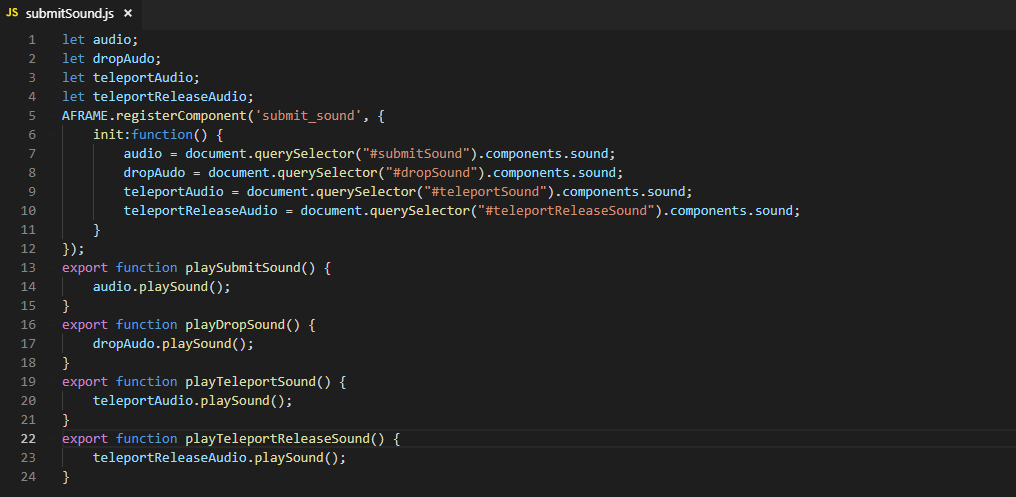 JS submitSound.js ×
1 let audio;
2 let dropAudo;
3 let teleportAudio;
4 let teleportReleaseAudio;
5 AFRAME.registerComponent('submit_sound', {
6     init:function() {
7         audio = document.querySelector("#submitSound").components.sound;
8         dropAudo = document.querySelector("#dropSound").components.sound;
9         teleportAudio = document.querySelector("#teleportSound").components.sound;
10         teleportReleaseAudio = document.querySelector("#teleportReleaseSound").components.sound;
11     }
12 });
13 export function playSubmitSound() {
14     audio.playSound();
15 }
16 export function playDropSound() {
17     dropAudo.playSound();
18 }
19 export function playTeleportSound() {
20     teleportAudio.playSound();
21 }
22 export function playTeleportReleaseSound() {
23     teleportReleaseAudio.playSound();
24 }